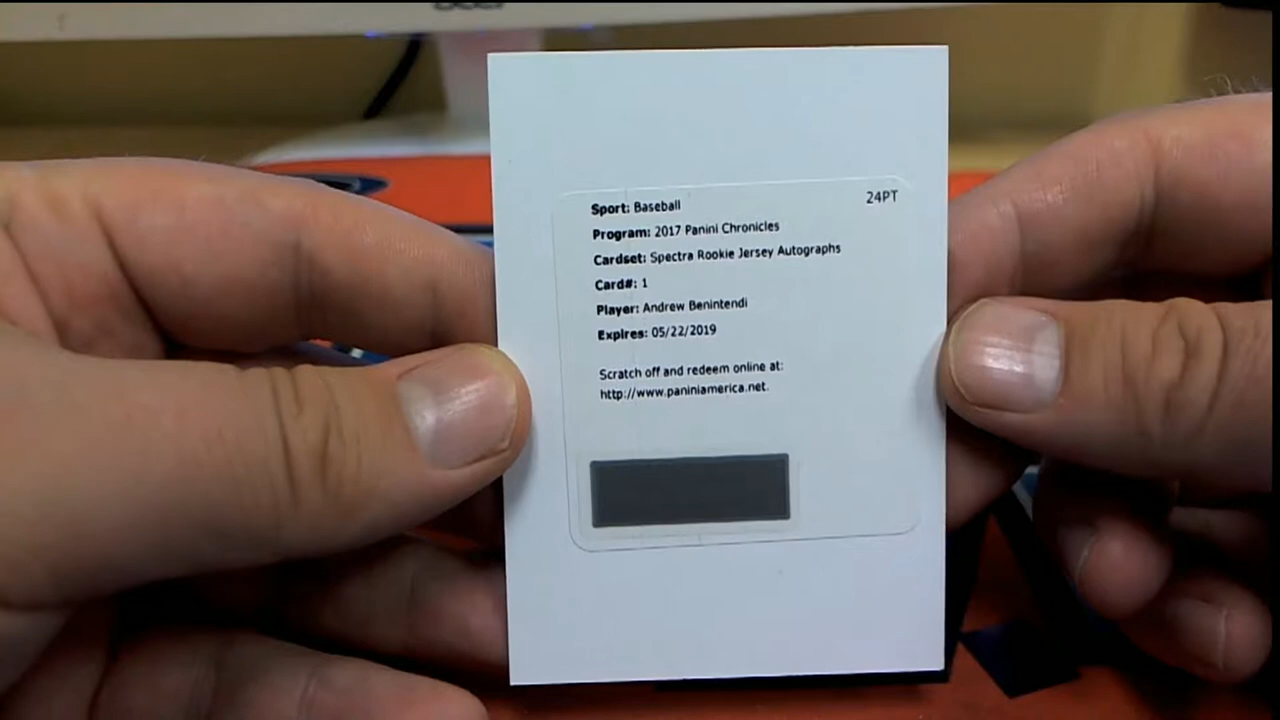 acer
24PT
Sport: Baseball
Program: 2017 Panini Chronicles
Cardset: Spectra Rookie Jersey Autographs
Card#: 1
Player: Andrew Benintendi
Expires: 05/22/2019
Scratch off and redeem online at:
http://www.paniniamerica.net.